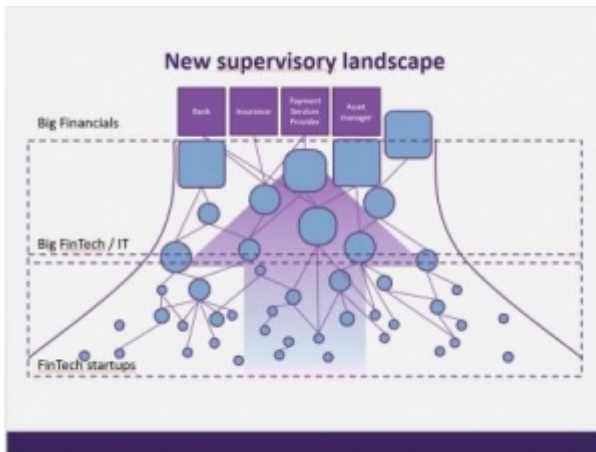 New supervisory landscape
Bank
Insurance
Payment
Services
Provider
Asset
manager
Big Financials
Big FinTech / IT
FinTech startups